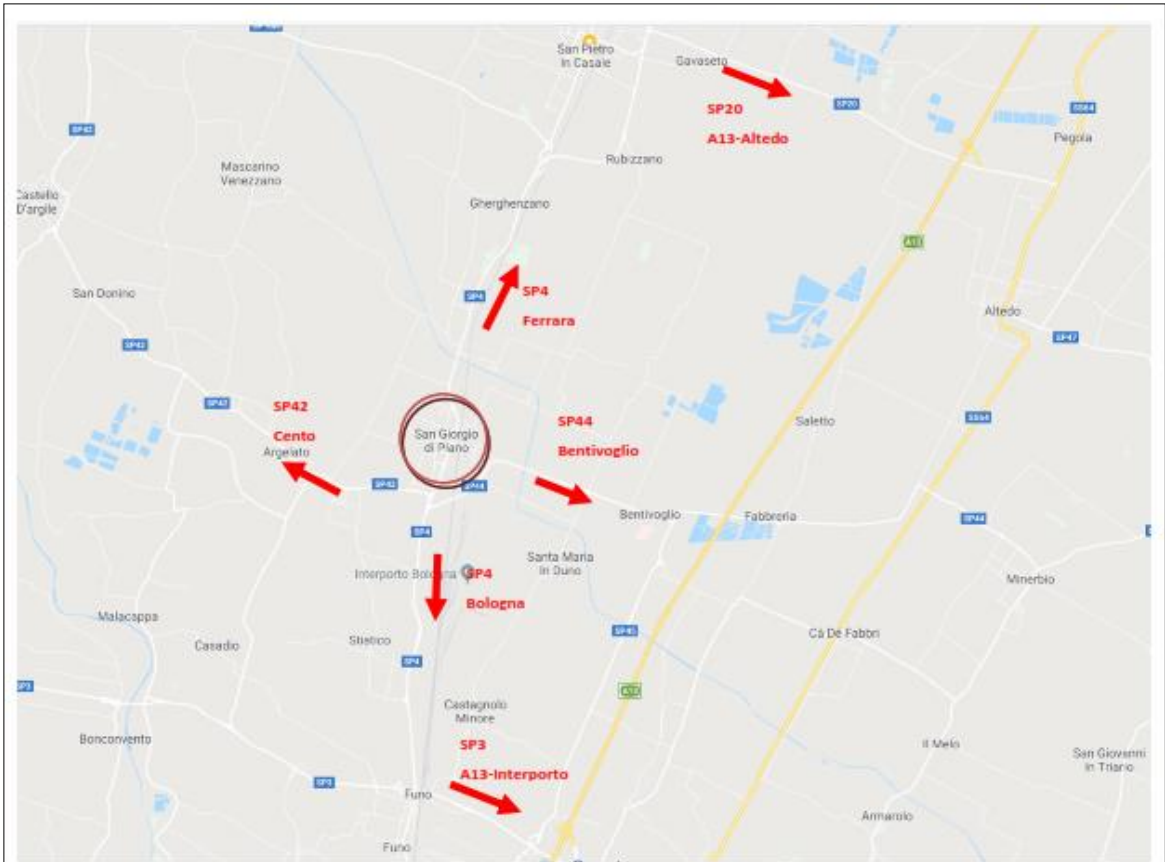 San Pietro
In Casale
Gavaseto
SP20
A13-Altedo
SP20
SS64
Pegola
SP42
Mascarino
Venezzano
Rubizzano
Castello
D'argile
Gherghenzano
A13
San Donino
SP4
SP4
Ferrara
Altedo
SP42
SP47
SP42
SP42
Cento
Argelato
San Giorgio
di Piano
SP44
Bentivoglio
Saletto
SS64
SP42
SP44
Bentivoglio
Fabbreria
SP44
SP4
Interporto Bologna
SP4
Bologna
Santa Maria
In Duno
Minerbio
Malacappa
Casadio
Stiatico
SP4
SP45
Cà De Fabbri
SP3
A13
Castagnolo
Minore
Bonconvento
SP3
A13-Interporto
Il Melo
San Giovanni
in Triario
SP3
Funo
Armarolo
Funo